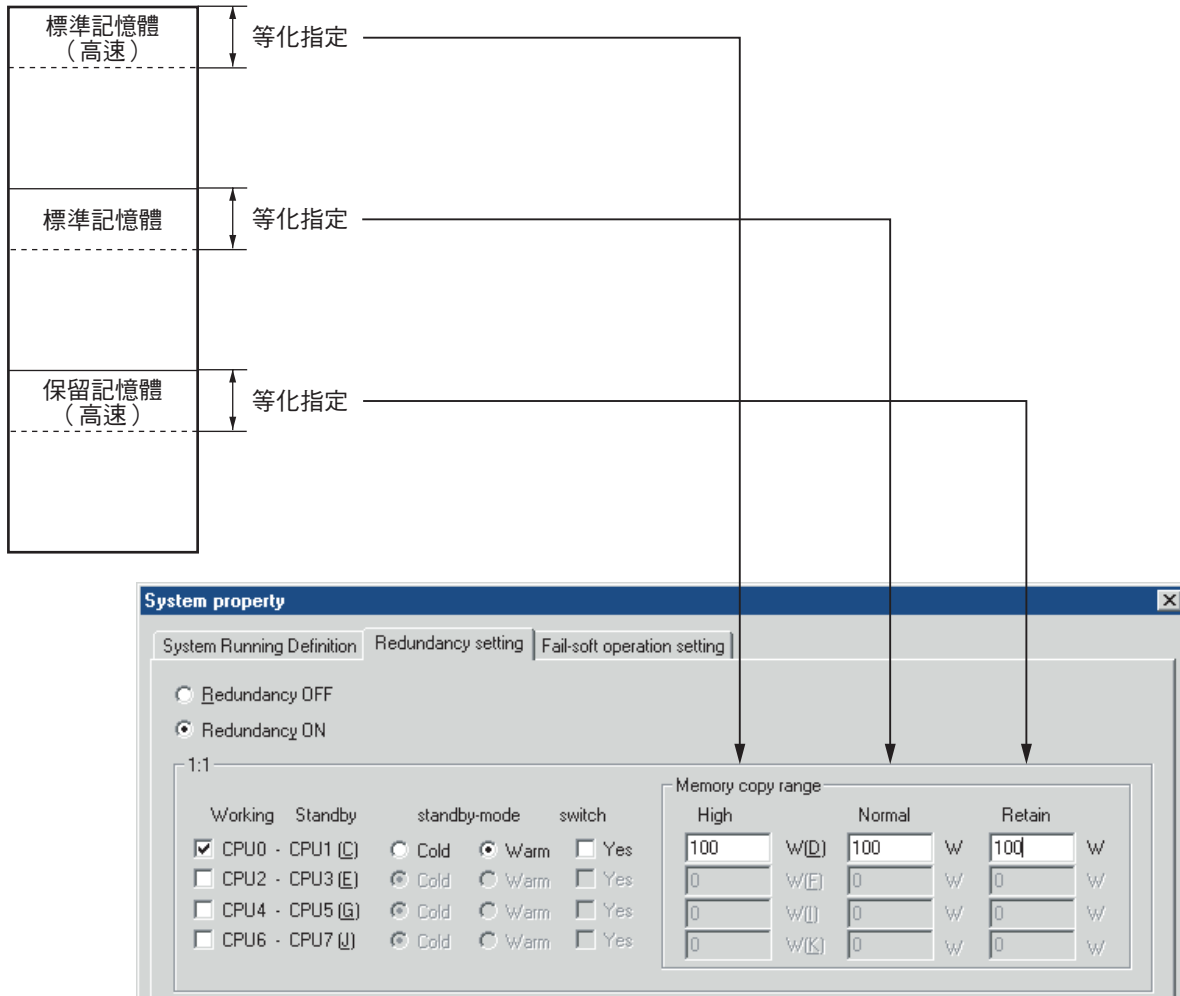 標準記憶體
（高速）
等化指定
標準記憶體
等化指定
保留記憶體
（高速）
等化指定
System property
System Running Definition Redundancy setting Fail-soft operation setting
Redundancy OFF
Redundancy ON
1:1
Memory copy range
Working Standby standby-mode switch High Normal Retain
CPU0 - CPU1 (C) Cold Warm Yes 100 W(D) 100 W 100 W
CPU2 - CPU3 (E) Cold Warm Yes 0 W(F) 0 W 0 W
CPU4 - CPU5 (G) Cold Warm Yes 0 W(I) 0 W 0 W
CPU6 - CPU7 (J) Cold Warm Yes 0 W(K) 0 W 0 W